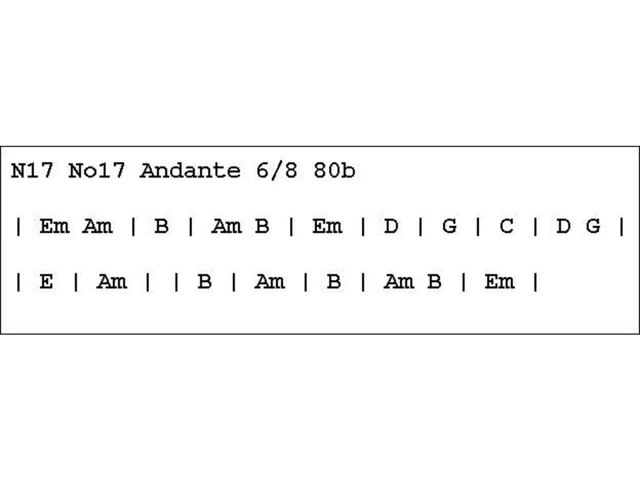 N17 No17 Andante 6/8 80b
| Em Am | B | Am B | Em | D | G | C | D G |
| E | Am | | B | Am | B | Am B | Em |